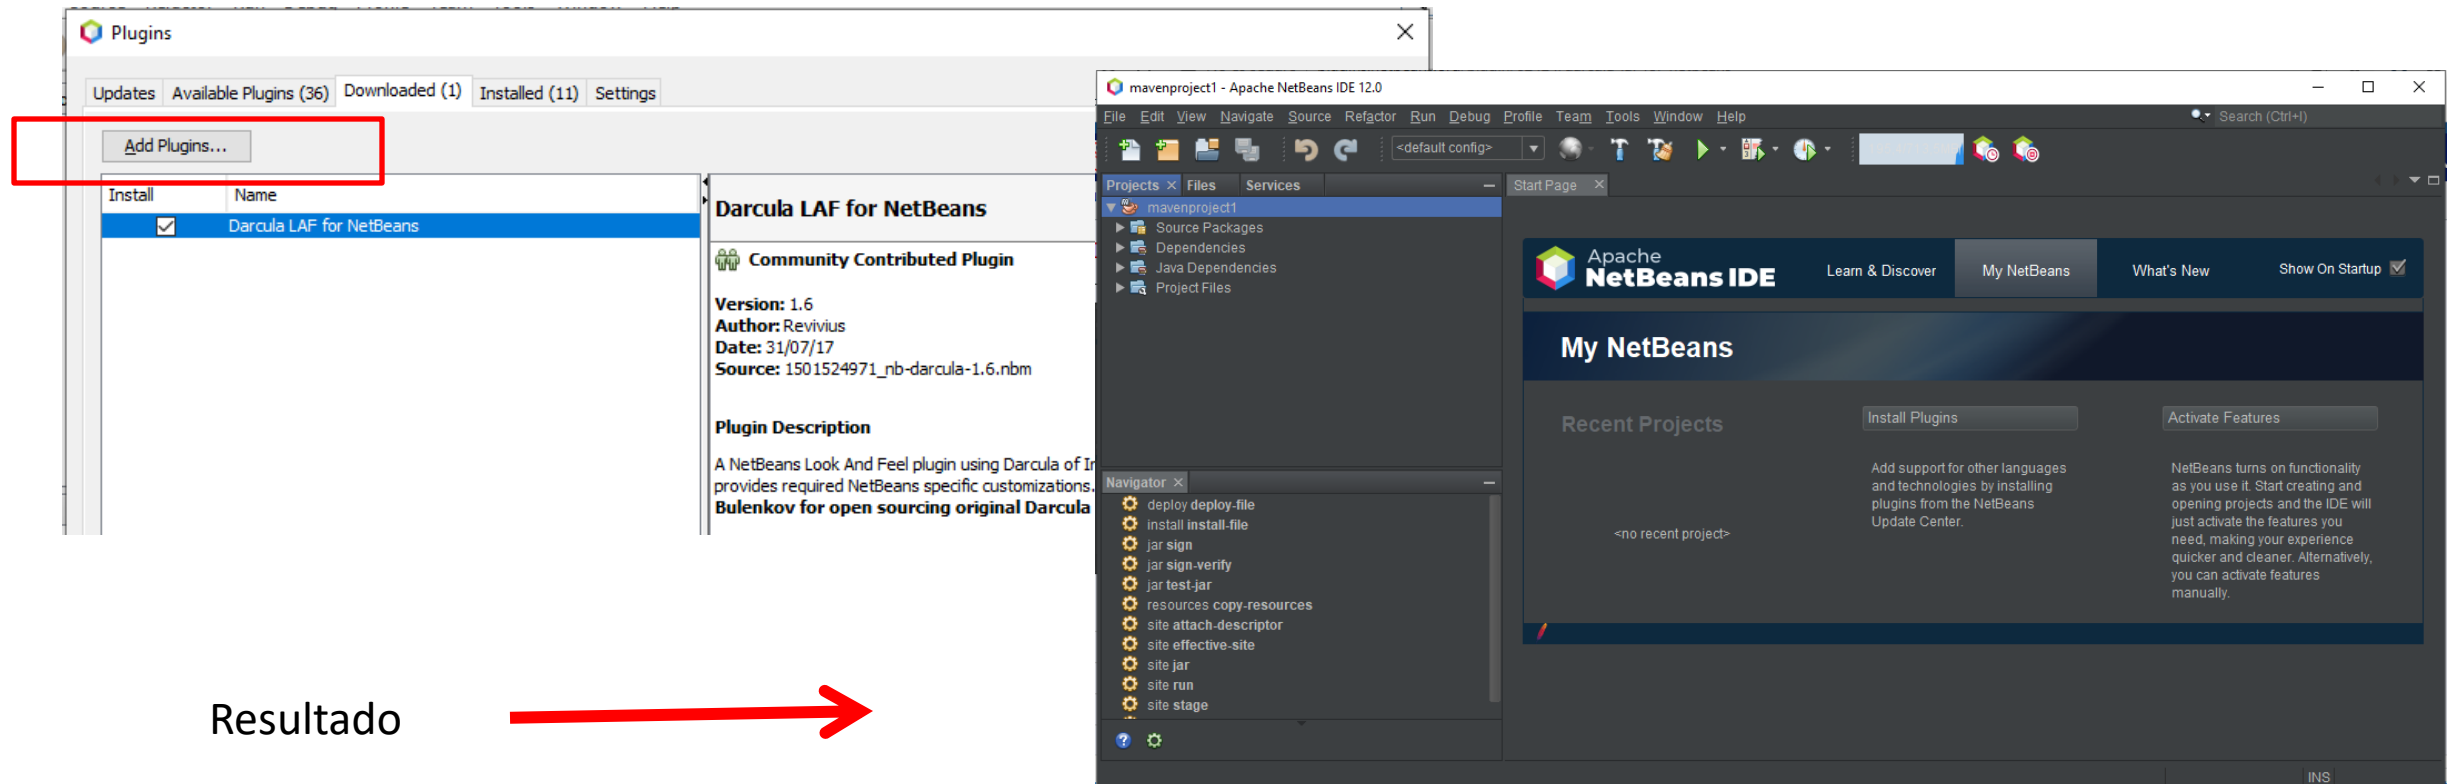 Plugins
Updates Available Plugins (36) Downloaded (1) Installed (11) Settings
Add Plugins...
Install Name
Darcula LAF for NetBeans
Darcula LAF for NetBeans
Community Contributed Plugin
Version: 1.6
Author: Revivius
Date: 31/07/17
Source: 1501524971_nb-darcula-1.6.nbm
Plugin Description
A NetBeans Look And Feel plugin using Darcula of
provides required NetBeans specific customizations.
Bulenkov for open sourcing original Darcula
mavenproject1 - Apache NetBeans IDE 12.0
File Edit View Navigate Source Refactor Run Debug Profile Team Tools Window Help
Search (Ctrl+I)
<default config>
Projects Files Services
Start Page
mavenproject1
Source Packages
Dependencies
Java Dependencies
Project Files
Apache
NetBeans IDE
Learn & Discover My NetBeans What's New Show On Startup
My NetBeans
Recent Projects
<no recent project>
Install Plugins
Add support for other languages
and technologies by installing
plugins from the NetBeans
Update Center.
Activate Features
NetBeans turns on functionality
as you use it. Start creating and
opening projects and the IDE will
just activate the features you
need, making your experience
quicker and cleaner. Alternatively,
you can activate features
manually.
Navigator
deploy deploy-file
install install-file
jar sign
jar sign-verify
jar test-jar
resources copy-resources
site attach-descriptor
site effective-site
site jar
site run
site stage
INS
Resultado